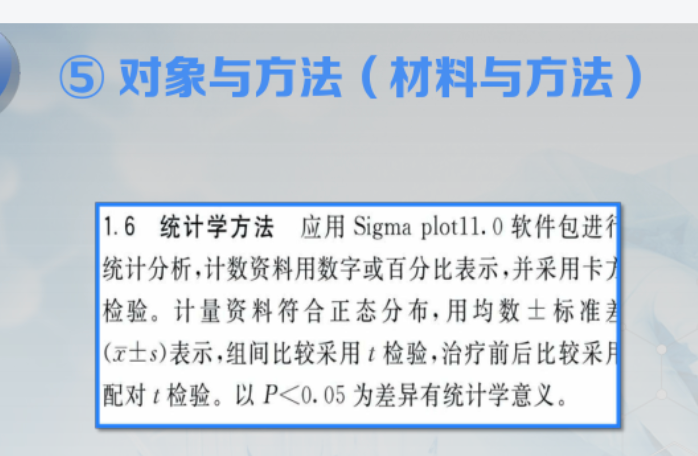 ⑤ 对象与方法（材料与方法）
1.6 统计学方法 应用 Sigma plot11.0 软件包进行
统计分析,计数资料用数字或百分比表示,并采用卡方
检验。计量资料符合正态分布,用均数±标准差
(x̅±s)表示,组间比较采用 t 检验,治疗前后比较采用
配对 t 检验。以 P<0.05 为差异有统计学意义。